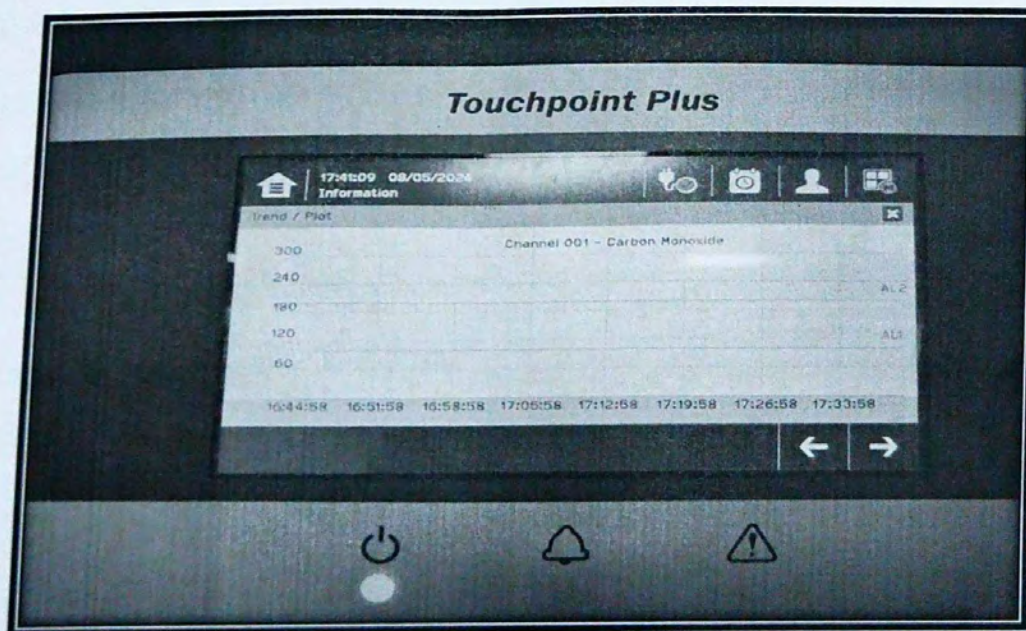 Touchpoint Plus
17:41:09 08/05/2024
Information
Trend / Plot
Channel 001 - Carbon Monoxide
300
240
AL2
180
120
AL1
60
16:44:58 16:51:58 16:58:58 17:05:58 17:12:58 17:19:58 17:26:58 17:33:58